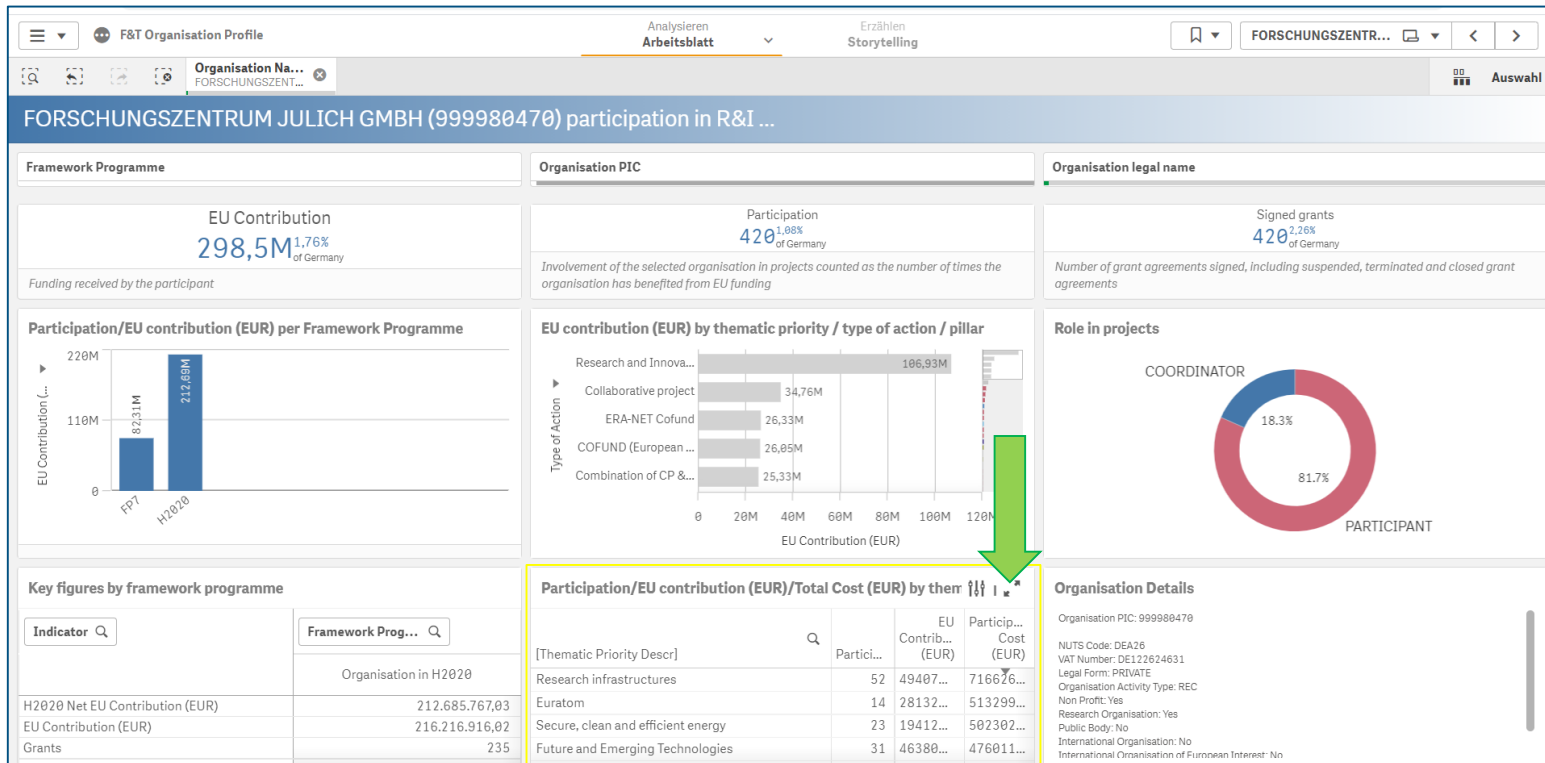 F&T Organisation Profile
Analysieren
Arbeitsblatt
Erzählen
Storytelling
FORSCHUNGSZENTR...
Organisation Na...
FORSCHUNGSZENT...
Auswahl
FORSCHUNGSZENTRUM JULICH GMBH (999980470) participation in R&I ...
Framework Programme
Organisation PIC
Organisation legal name
EU Contribution
298,5M 1,76%
of Germany
Funding received by the participant
Participation
420 1,08%
of Germany
Involvement of the selected organisation in projects counted as the number of times the
organisation has benefited from EU funding
Signed grants
420 2,26%
of Germany
Number of grant agreements signed, including suspended, terminated and closed grant
agreements
Participation/EU contribution (EUR) per Framework Programme
EU Contribution (...
220M
110M
0
82,31M
212,69M
FP7
H2020
EU contribution (EUR) by thematic priority / type of action / pillar
Type of Action
Research and Innova...
106,93M
Collaborative project
34,76M
ERA-NET Cofund
26,33M
COFUND (European ...
26,05M
Combination of CP &...
25,33M
0 20M 40M 60M 80M 100M 120M
EU Contribution (EUR)
Role in projects
COORDINATOR
18.3%
81.7%
PARTICIPANT
Key figures by framework programme
Indicator
Framework Prog...
Organisation in H2020
H2020 Net EU Contribution (EUR) 212.685.767,03
EU Contribution (EUR) 216.216.916,02
Grants 235
Participation/EU contribution (EUR)/Total Cost (EUR) by them
[Thematic Priority Descr]
Partici...
EU
Contrib...
(EUR)
Particip...
Cost
(EUR)
Research infrastructures 52 49407... 716626...
Euratom 14 28132... 513299...
Secure, clean and efficient energy 23 19412... 502302...
Future and Emerging Technologies 31 46380... 476011...
Organisation Details
Organisation PIC: 999980470
NUTS Code: DEA26
VAT Number: DE122624631
Legal Form: PRIVATE
Organisation Activity Type: REC
Non Profit: Yes
Research Organisation: Yes
Public Body: No
International Organisation: No
International Organisation of European Interest: No